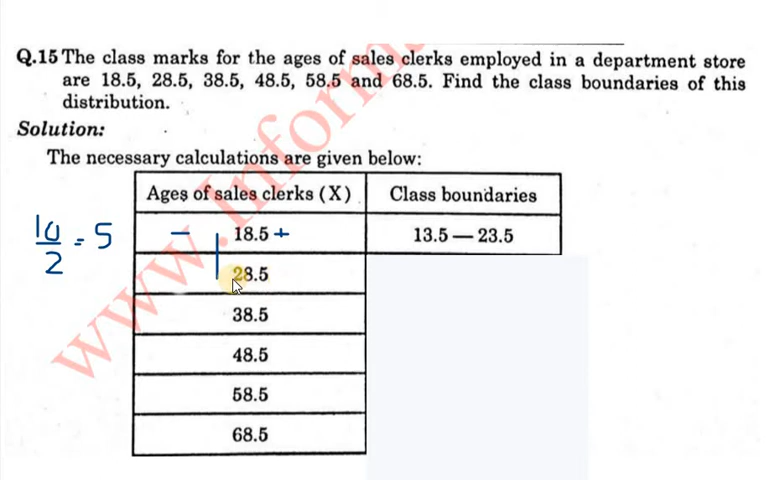 Q.15 The class marks for the ages of sales clerks employed in a department store
are 18.5, 28.5, 38.5, 48.5, 58.5 and 68.5. Find the class boundaries of this
distribution.
Solution:
The necessary calculations are given below:
Ages of sales clerks (X) Class boundaries
10/2 = 5 - 18.5 + 13.5 — 23.5
28.5
38.5
48.5
58.5
68.5
www.Inform